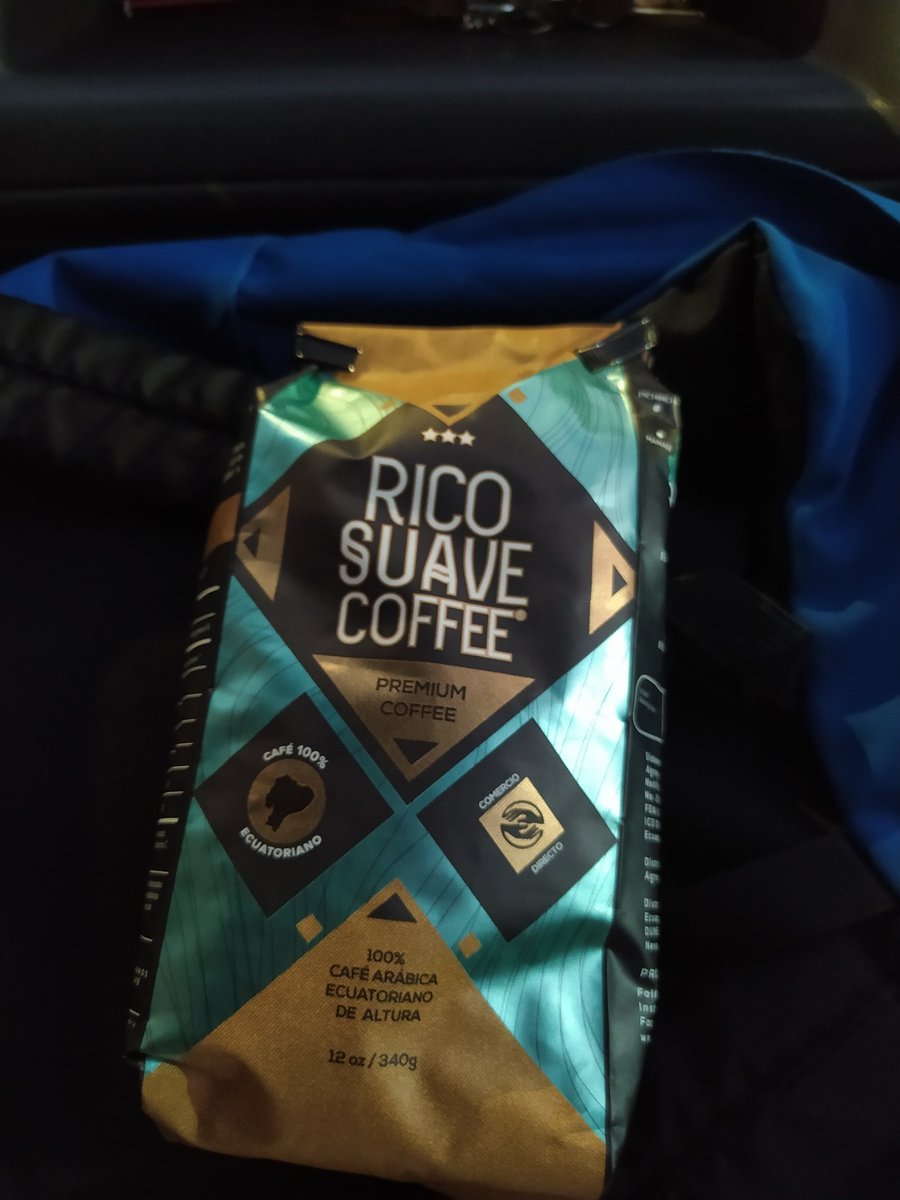 RICO
SUAVE
COFFEE®
PREMIUM
COFFEE
CAFÉ 100%
ECUATORIANO
COMERCIO
DIRECTO
100%
CAFÉ ARÁBICA
ECUATORIANO
DE ALTURA
12 oz / 340g